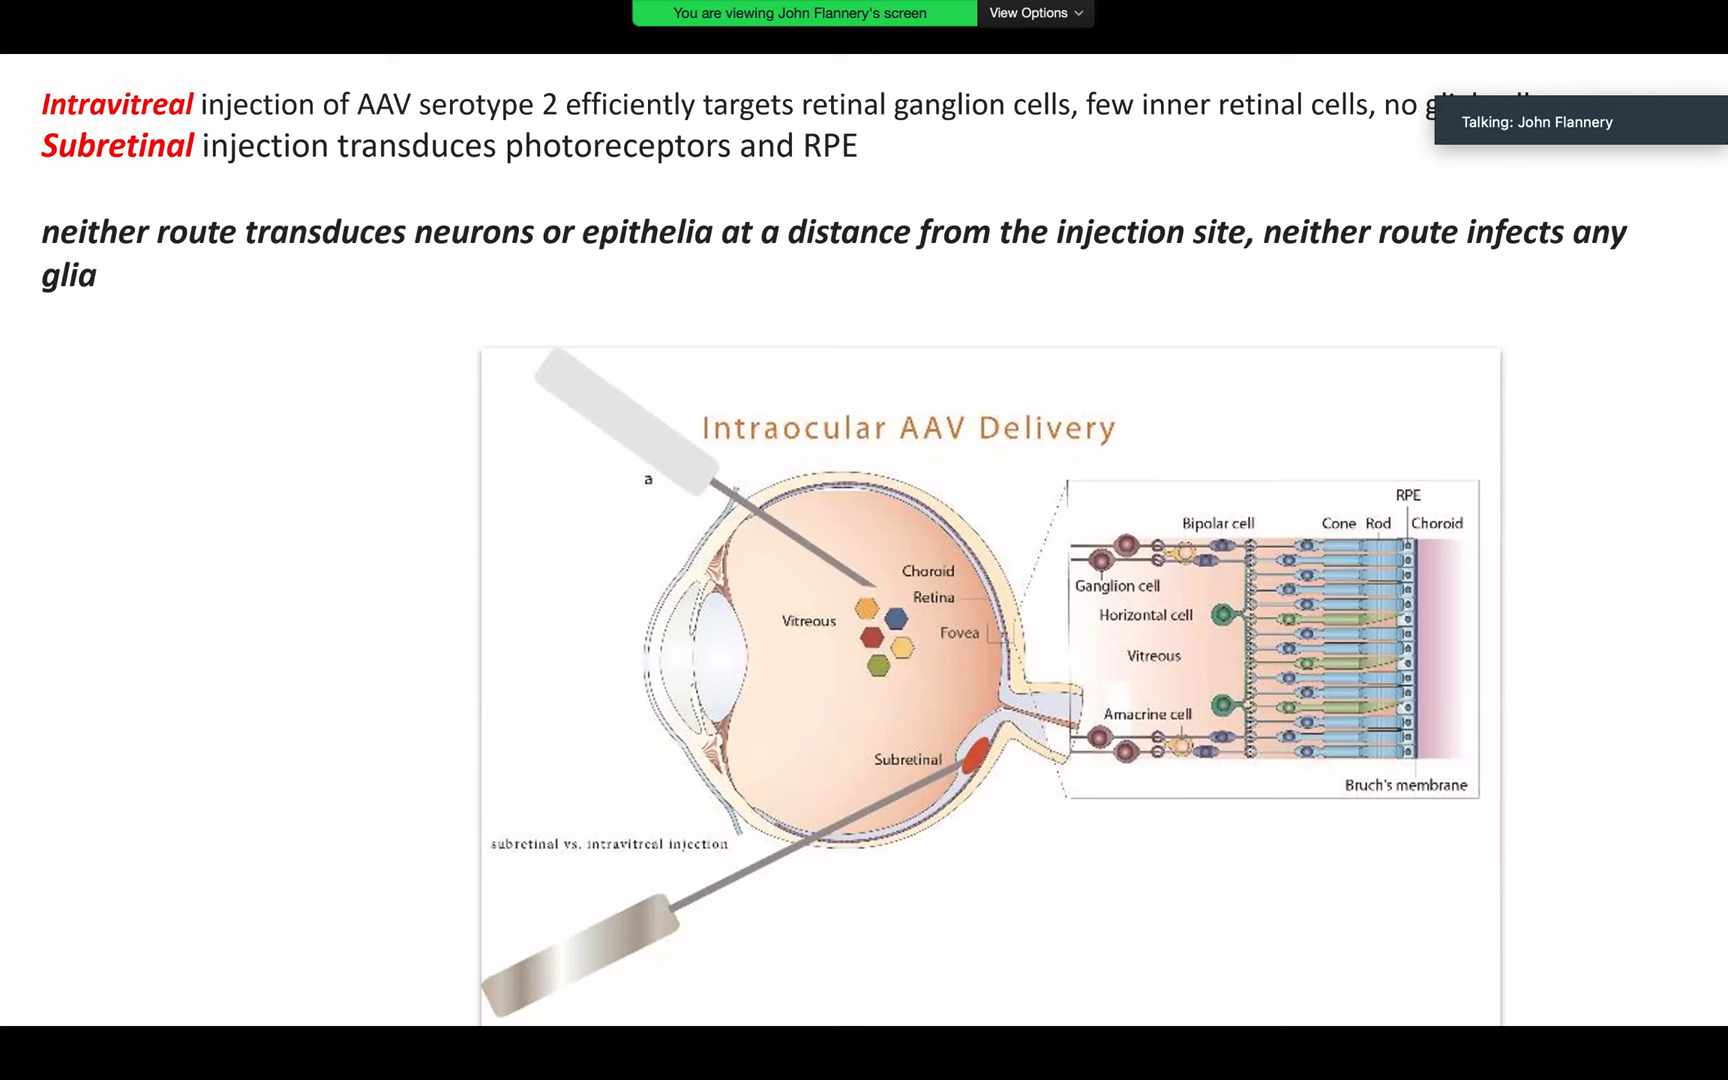 You are viewing John Flannery's screen
View Options
Intravitreal injection of AAV serotype 2 efficiently targets retinal ganglion cells, few inner retinal cells, no
Talking: John Flannery
Subretinal injection transduces photoreceptors and RPE
neither route transduces neurons or epithelia at a distance from the injection site, neither route infects any
glia
Intraocular AAV Delivery
a
Choroid
Retina
Vitreous
Fovea
Subretinal
subretinal vs. intravitreal injection
RPE
Bipolar cell
Cone Rod Choroid
Ganglion cell
Horizontal cell
Vitreous
Amacrine cell
Bruch's membrane